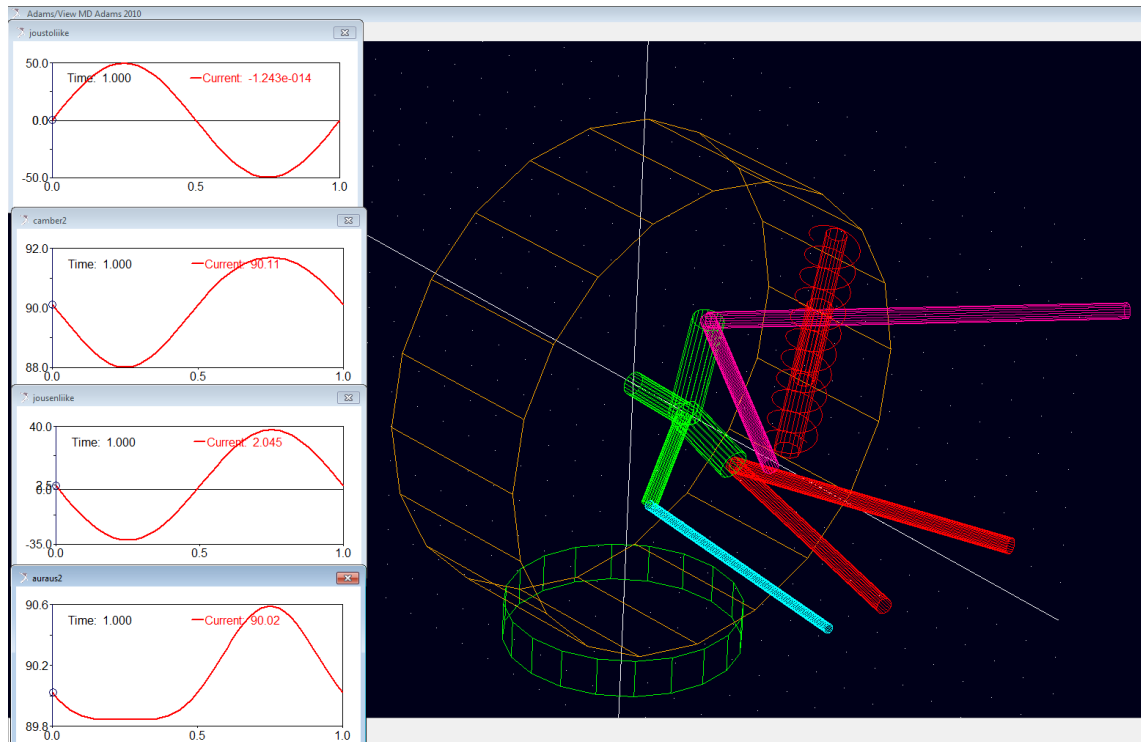 Adams/View MD Adams 2010
joustoliike
Time: 1.000 Current: -1.243e-014
50.0
0.0
-50.0
0.0 0.5 1.0
camber2
92.0
Time: 1.000 Current: 90.11
90.0
88.0
0.0 0.5 1.0
jousenliike
40.0
Time: 1.000 Current: 2.045
2.5
0.0
-35.0
0.0 0.5 1.0
auraus2
90.6
Time: 1.000 Current: 90.02
90.2
89.8
0.0 0.5 1.0